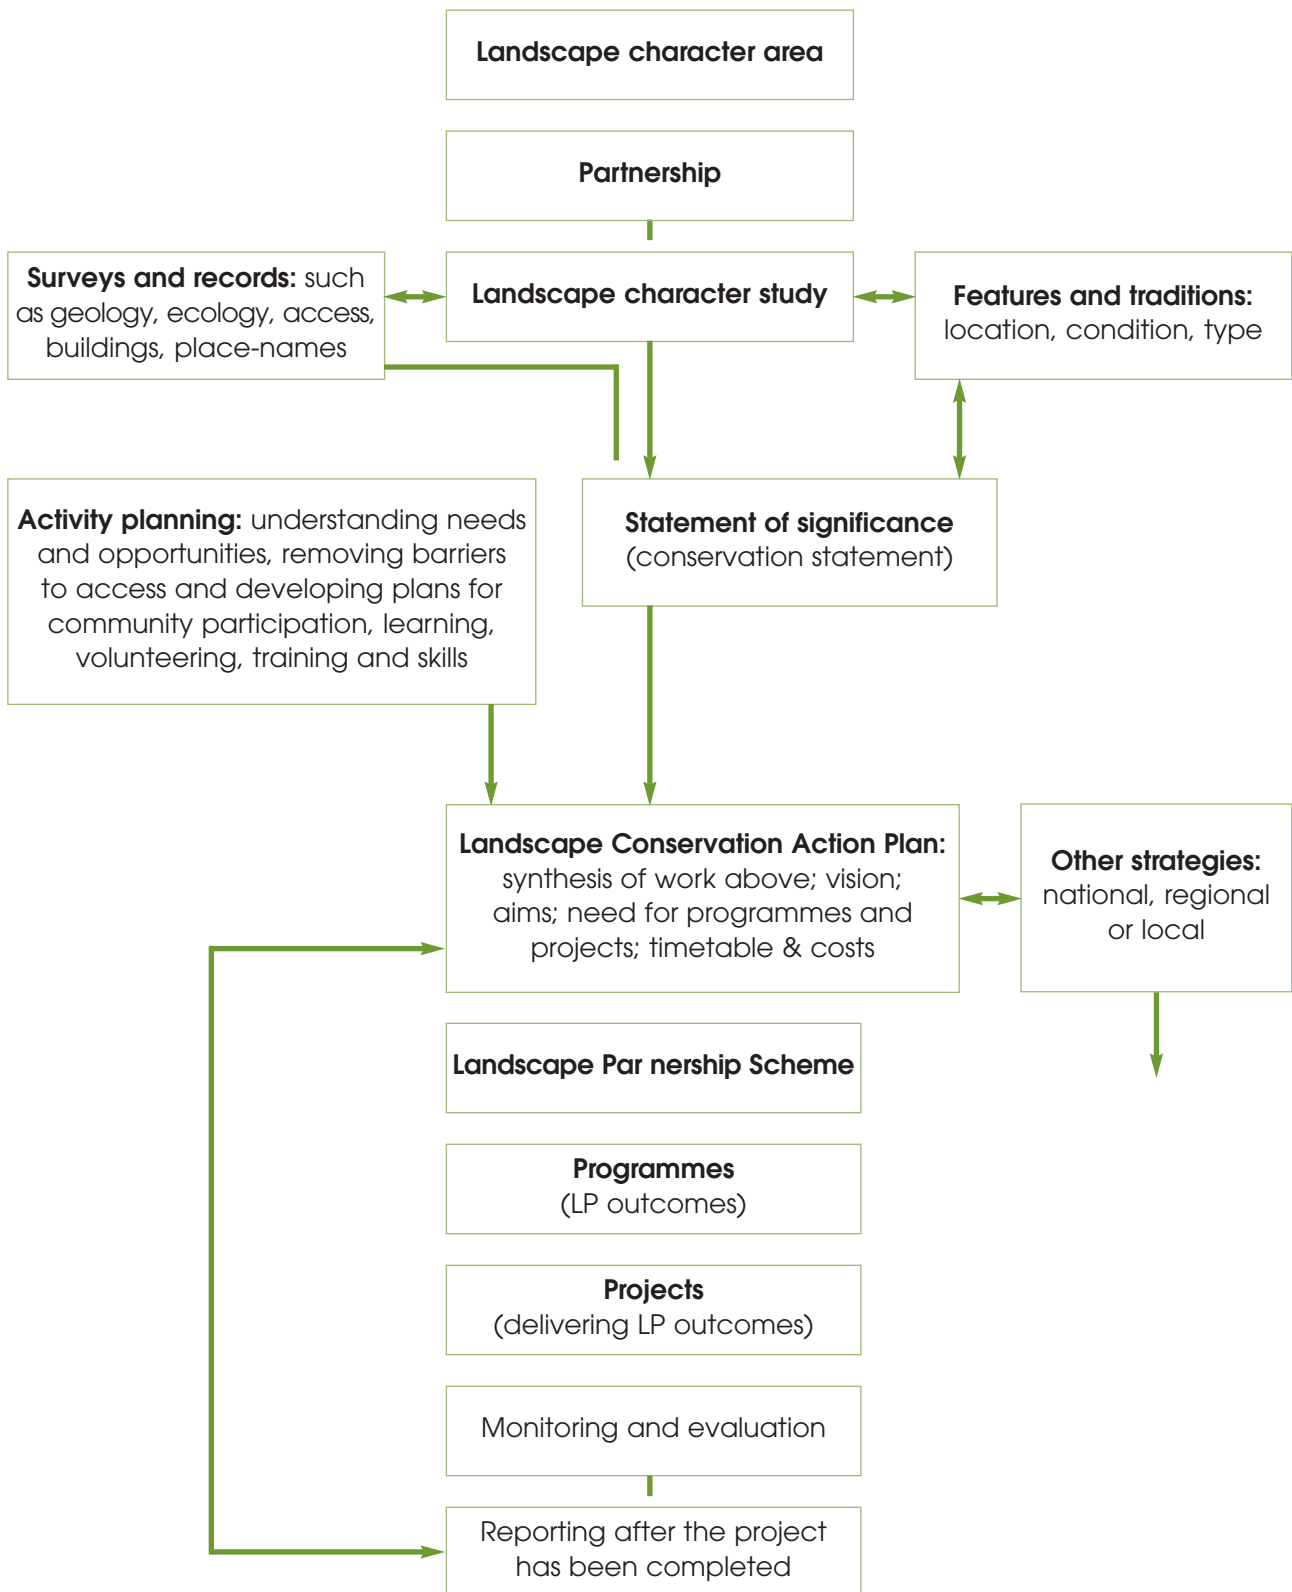 Landscape character area
Partnership
Surveys and records: such
as geology, ecology, access,
buildings, place-names
Landscape character study
Features and traditions:
location, condition, type
Activity planning: understanding needs
and opportunities, removing barriers
to access and developing plans for
community participation, learning,
volunteering, training and skills
Statement of significance
(conservation statement)
Landscape Conservation Action Plan:
synthesis of work above; vision;
aims; need for programmes and
projects; timetable & costs
Other strategies:
national, regional
or local
Landscape Par nership Scheme
Programmes
(LP outcomes)
Projects
(delivering LP outcomes)
Monitoring and evaluation
Reporting after the project
has been completed